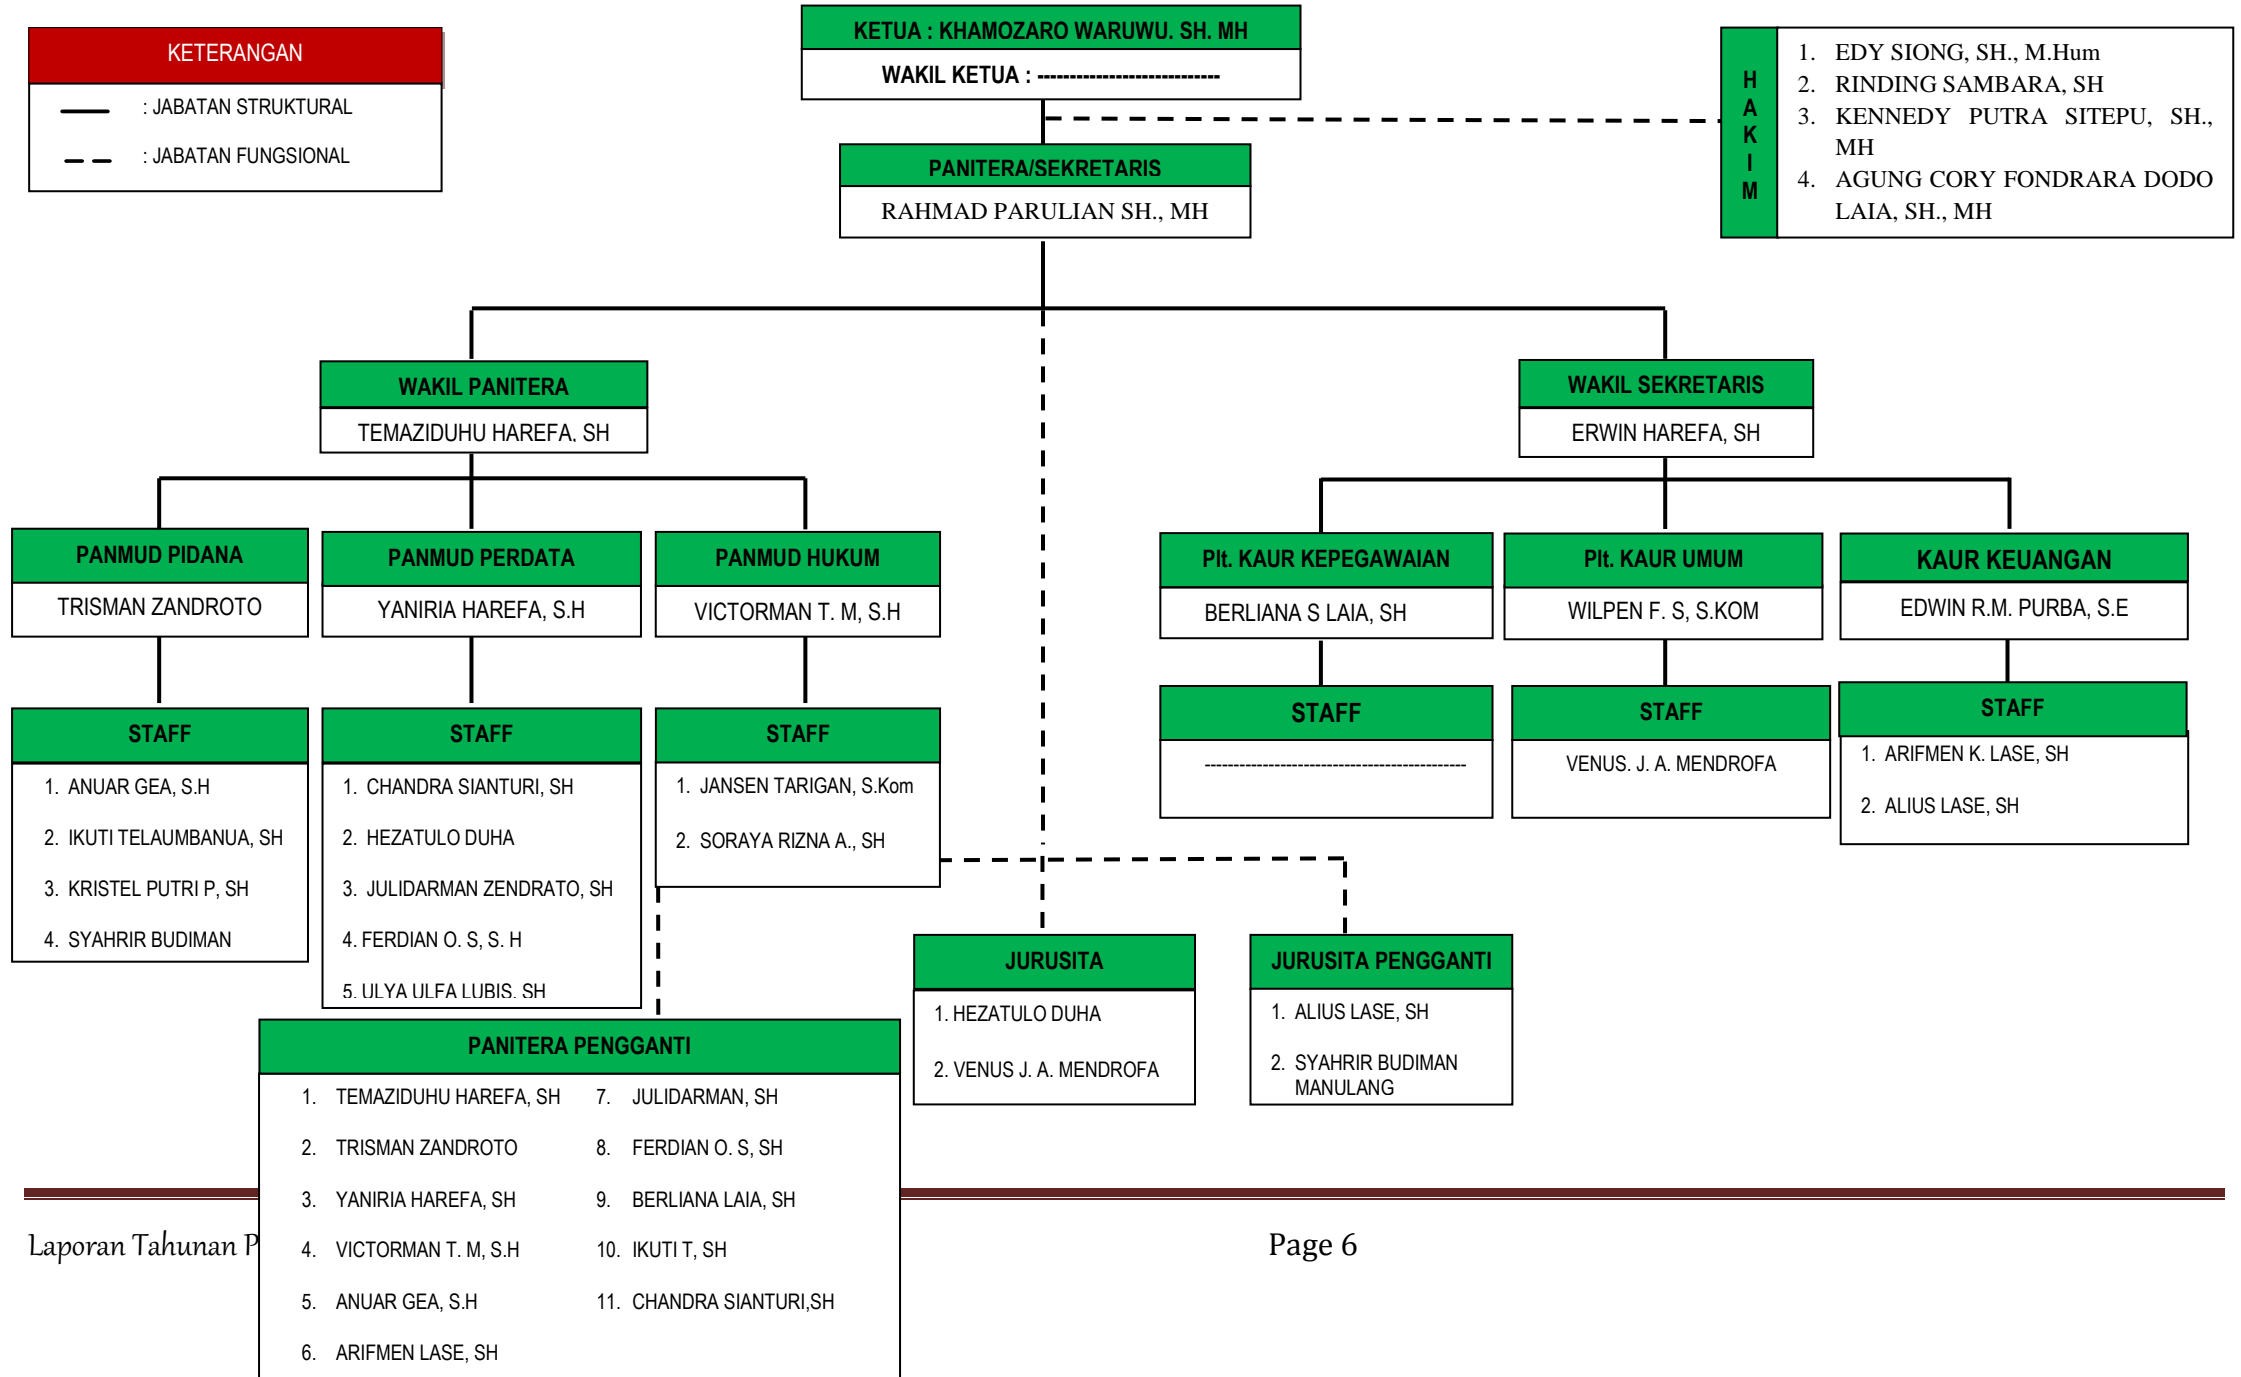 KETERANGAN
: JABATAN STRUKTURAL
: JABATAN FUNGSIONAL
KETUA : KHAMOZARO WARUWU. SH. MH
WAKIL KETUA : ----------------------------
HAKIM
1. EDY SIONG, SH., M.Hum
2. RINDING SAMBARA, SH
3. KENNEDY PUTRA SITEPU, SH.,
MH
4. AGUNG CORY FONDRARA DODO
LAIA, SH., MH
PANITERA/SEKRETARIS
RAHMAD PARULIAN SH., MH
WAKIL PANITERA
TEMAZIDUHU HAREFA, SH
WAKIL SEKRETARIS
ERWIN HAREFA, SH
PANMUD PIDANA
TRISMAN ZANDROTO
PANMUD PERDATA
YANIRIA HAREFA, S.H
PANMUD HUKUM
VICTORMAN T. M, S.H
Plt. KAUR KEPEGAWAIAN
BERLIANA S LAIA, SH
Plt. KAUR UMUM
WILPEN F. S, S.KOM
KAUR KEUANGAN
EDWIN R.M. PURBA, S.E
STAFF
1. ANUAR GEA, S.H
2. IKUTI TELAUMBANUA, SH
3. KRISTEL PUTRI P, SH
4. SYAHRIR BUDIMAN
STAFF
1. CHANDRA SIANTURI, SH
2. HEZATULO DUHA
3. JULIDARMAN ZENDRATO, SH
4. FERDIAN O. S, S. H
5. ULYA ULFA LUBIS, SH
STAFF
1. JANSEN TARIGAN, S.Kom
2. SORAYA RIZNA A., SH
STAFF
----------------------------------------------
STAFF
VENUS. J. A. MENDROFA
STAFF
1. ARIFMEN K. LASE, SH
2. ALIUS LASE, SH
JURUSITA
1. HEZATULO DUHA
2. VENUS J. A. MENDROFA
JURUSITA PENGGANTI
1. ALIUS LASE, SH
2. SYAHRIR BUDIMAN
MANULANG
PANITERA PENGGANTI
1. TEMAZIDUHU HAREFA, SH
2. TRISMAN ZANDROTO
3. YANIRIA HAREFA, SH
4. VICTORMAN T. M, S.H
5. ANUAR GEA, S.H
6. ARIFMEN LASE, SH
7. JULIDARMAN, SH
8. FERDIAN O. S, SH
9. BERLIANA LAIA, SH
10. IKUTI T, SH
11. CHANDRA SIANTURI,SH
Laporan Tahunan P
Page 6